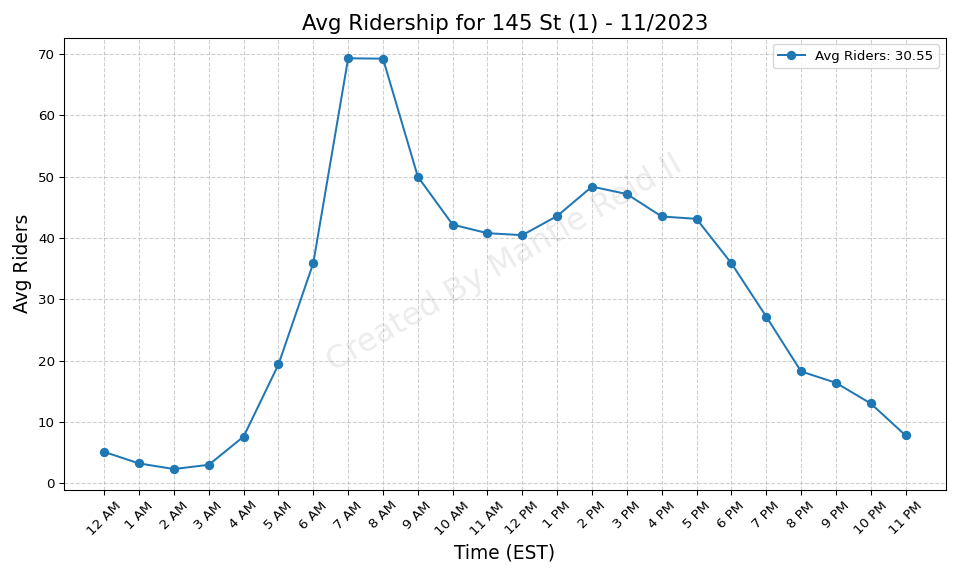 Avg Ridership for 145 St (1) - 11/2023
Avg Riders: 30.55
70
60
50
40
30
20
10
0
Avg Riders
Created By Mantie Reid II
12 AM
1 AM
2 AM
3 AM
4 AM
5 AM
6 AM
7 AM
8 AM
9 AM
10 AM
11 AM
12 PM
1 PM
2 PM
3 PM
4 PM
5 PM
6 PM
7 PM
8 PM
9 PM
10 PM
11 PM
Time (EST)